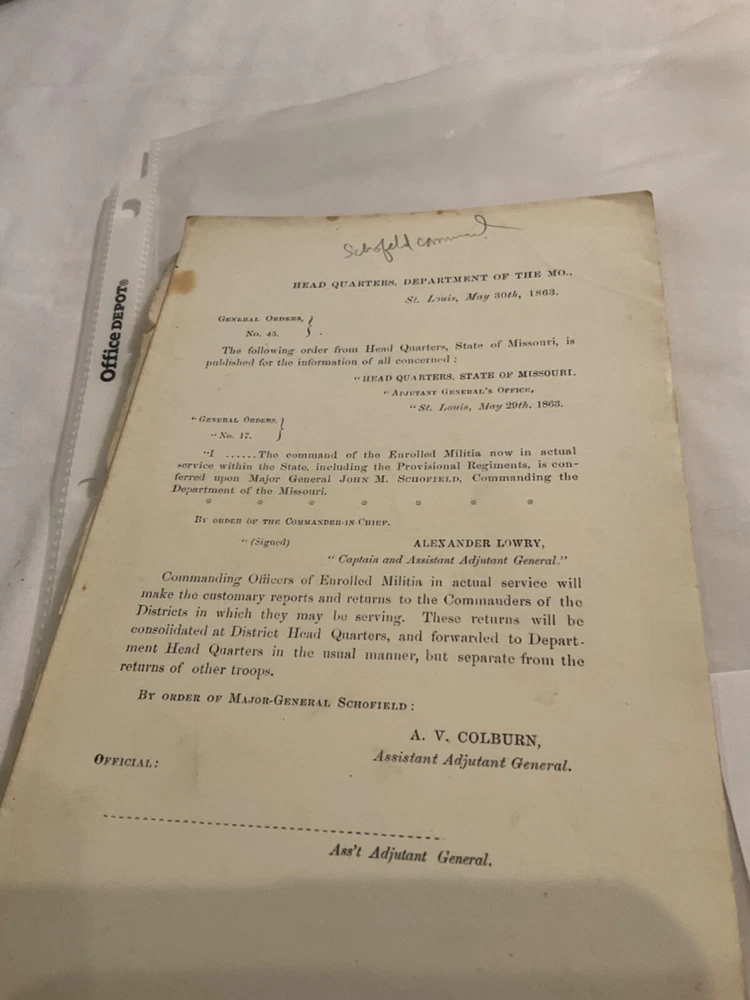 Schofeld command
HEAD QUARTERS, DEPARTMENT OF THE MO.,
St. Louis, May 30th, 1863.
GENERAL ORDERS, }
No. 45.
The following order from Head Quarters, State of Missouri, is
published for the information of all concerned :
"HEAD QUARTERS, STATE OF MISSOURI.
"ADJUTANT GENERAL'S OFFICE,
"St. Louis, May 29th, 1863.
"GENERAL ORDERS, }
"No. 17.
"I ......The command of the Enrolled Militia now in actual
service within the State, including the Provisional Regiments, is con-
ferred upon Major General JOHN M. SCHOFIELD, Commanding the
Department of the Missouri.
* * * * * * *
BY ORDER OF THE COMMANDER-IN-CHIEF.
"(Signed) ALEXANDER LOWRY,
"Captain and Assistant Adjutant General."
Commanding Officers of Enrolled Militia in actual service will
make the customary reports and returns to the Commanders of the
Districts in which they may be serving. These returns will be
consolidated at District Head Quarters, and forwarded to Depart-
ment Head Quarters in the usual manner, but separate from the
returns of other troops.
BY ORDER OF MAJOR-GENERAL SCHOFIELD :
A. V. COLBURN,
Assistant Adjutant General.
OFFICIAL :
Ass't Adjutant General.
Office DEPOT®